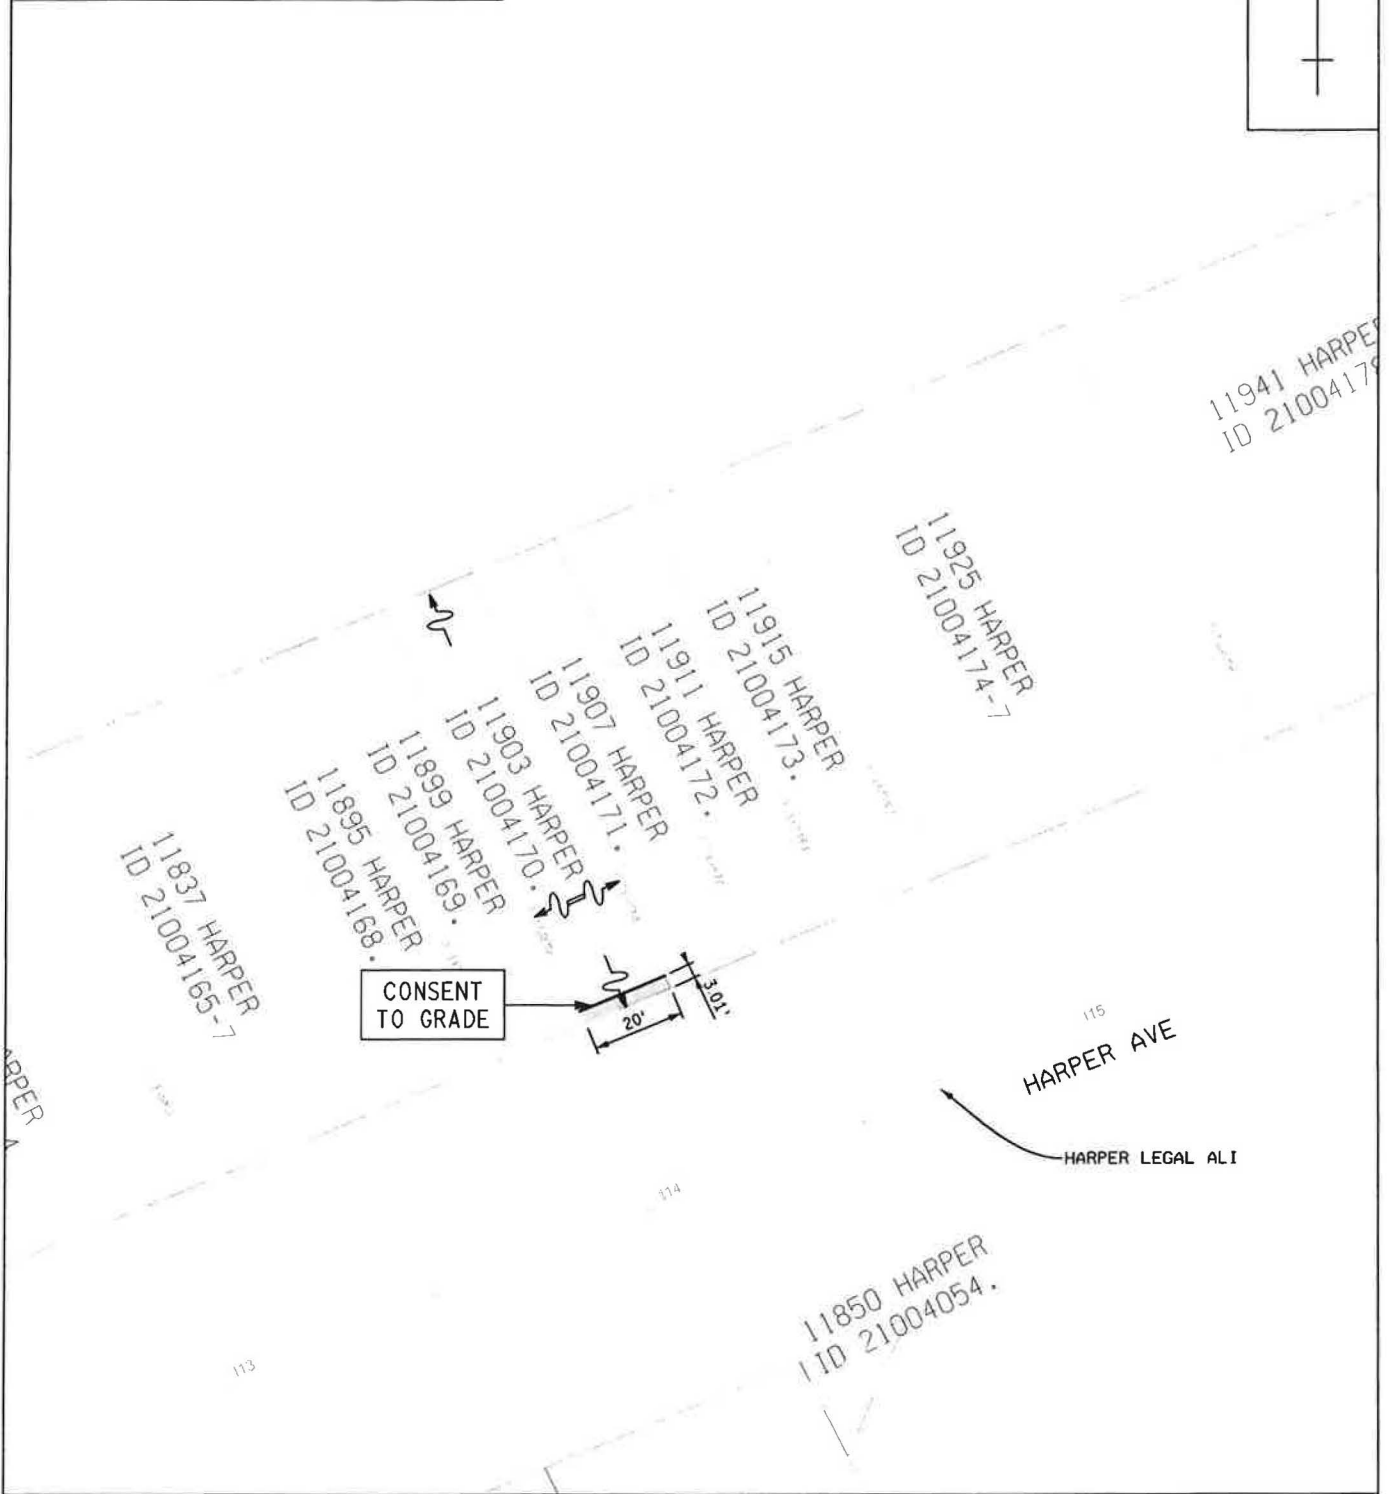 11941 HARPE
ID 2100417
11925 HARPER
ID 21004174-7
11915 HARPER
ID 21004173.
11911 HARPER
ID 21004172.
11907 HARPER
ID 21004171.
11903 HARPER
ID 21004170.
11899 HARPER
ID 21004169.
11895 HARPER
ID 21004168.
11837 HARPER
ID 21004165-7
CONSENT
TO GRADE
20'
3.01'
115
HARPER AVE
ARPER
HARPER LEGAL ALI
114
11850 HARPER
ID 21004054.
113